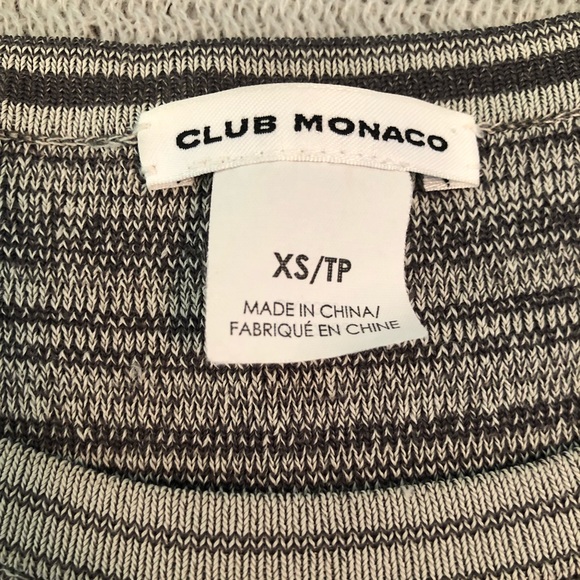 CLUB MONACO
XS/TP
MADE IN CHINA/
FABRIQUÉ EN CHINE